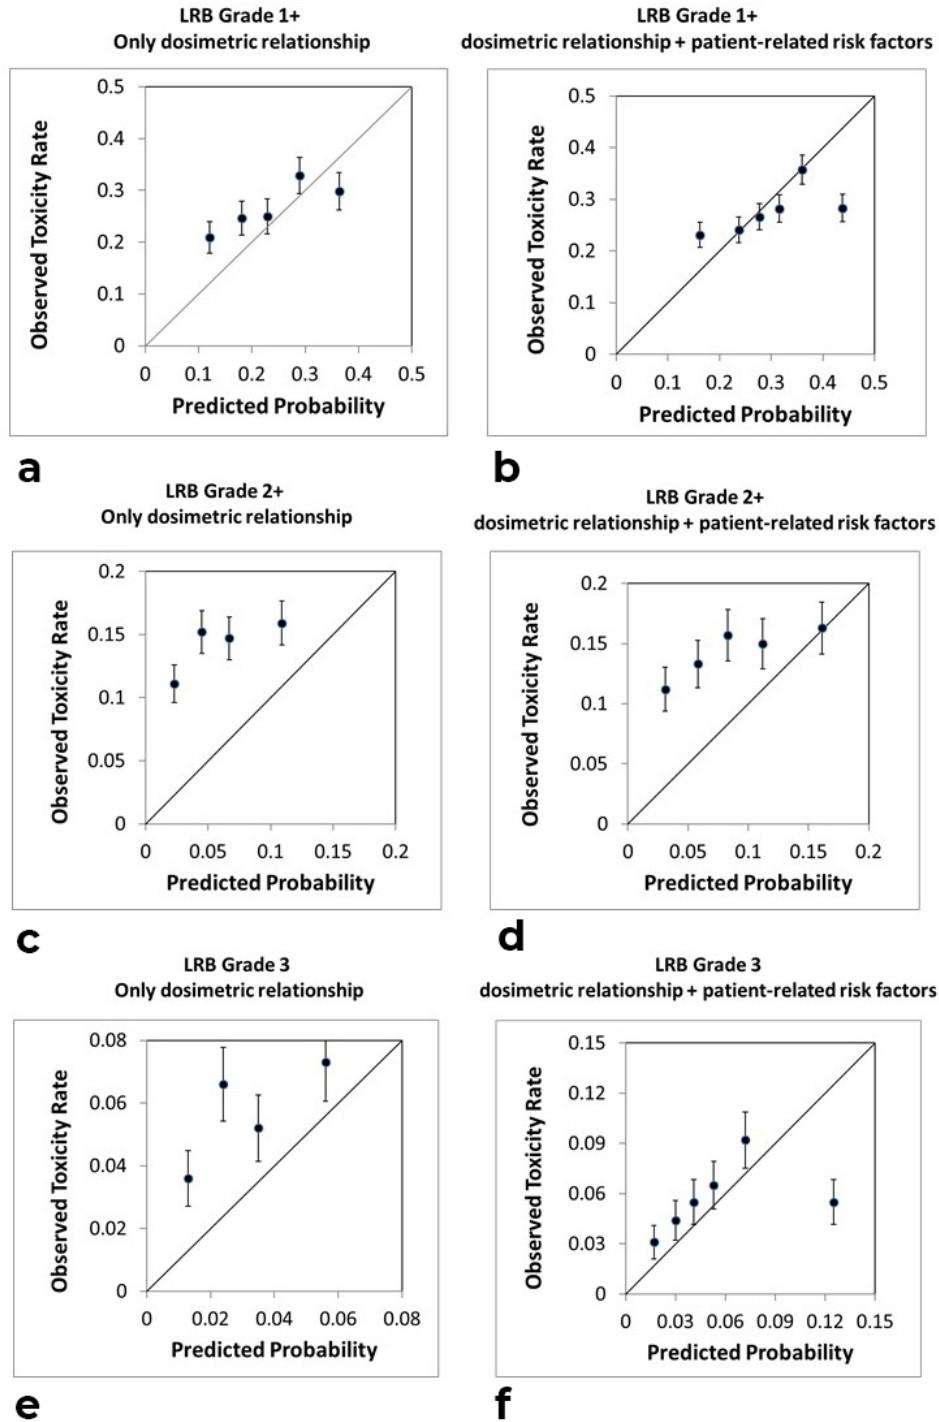 LRB Grade 1+
Only dosimetric relationship
Observed Toxicity Rate
0.5
0.4
0.3
0.2
0.1
0
0 0.1 0.2 0.3 0.4 0.5
Predicted Probability
a
LRB Grade 1+
dosimetric relationship + patient-related risk factors
Observed Toxicity Rate
0.5
0.4
0.3
0.2
0.1
0
0 0.1 0.2 0.3 0.4 0.5
Predicted Probability
b
LRB Grade 2+
Only dosimetric relationship
Observed Toxicity Rate
0.2
0.15
0.1
0.05
0
0 0.05 0.1 0.15 0.2
Predicted Probability
c
LRB Grade 2+
dosimetric relationship + patient-related risk factors
Observed Toxicity Rate
0.2
0.15
0.1
0.05
0
0 0.05 0.1 0.15 0.2
Predicted Probability
d
LRB Grade 3
Only dosimetric relationship
Observed Toxicity Rate
0.08
0.06
0.04
0.02
0
0 0.02 0.04 0.06 0.08
Predicted Probability
e
LRB Grade 3
dosimetric relationship + patient-related risk factors
Observed Toxicity Rate
0.15
0.12
0.09
0.06
0.03
0
0 0.03 0.06 0.09 0.12 0.15
Predicted Probability
f